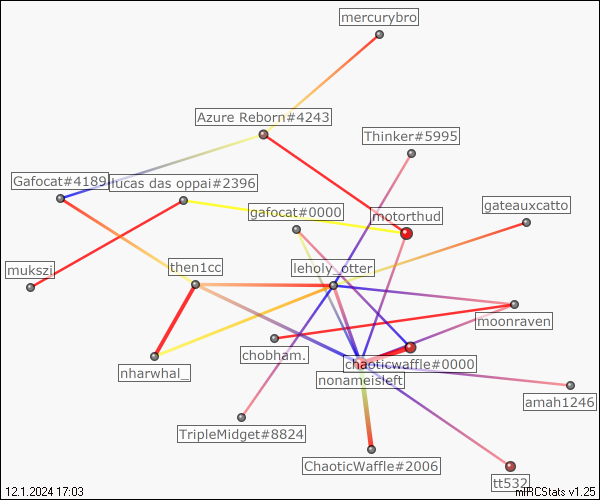 mercurybro
Azure Reborn#4243
Thinker#5995
Gafocat#4189
lucas das oppai#2396
gafocat#0000
motorthud
gateauxcatto
mukszi
then1cc
leholy_otter
moonraven
chobham.
nharwhal_
chaoticwaffle#0000
nonameisleft
amah1246
TripleMidget#8824
ChaoticWaffle#2006
tt532
12.1.2024 17:03
mIRCStats v1.25